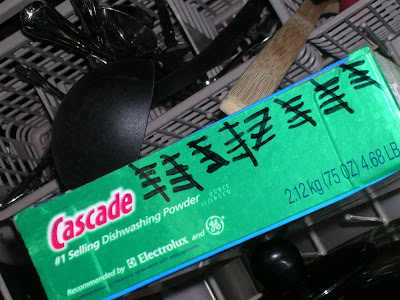 Cascade
#1 Selling Dishwashing Powder
Recommended by Electrolux and GE
2.12 kg (75 OZ) 4.68 LB